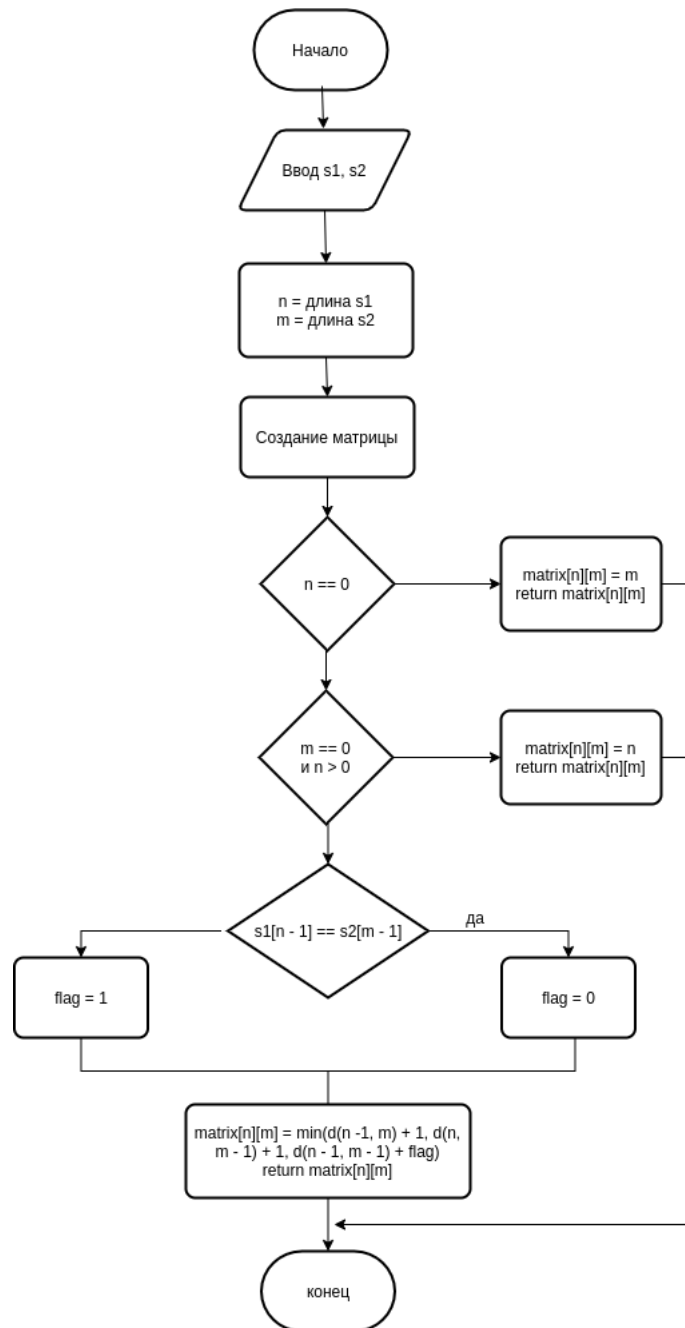 Начало
Ввод s1, s2
n = длина s1
m = длина s2
Создание матрицы
n == 0
matrix[n][m] = m
return matrix[n][m]
m == 0
и n > 0
matrix[n][m] = n
return matrix[n][m]
s1[n - 1] == s2[m - 1]
да
flag = 1
flag = 0
matrix[n][m] = min(d(n -1, m) + 1, d(n,
m - 1) + 1, d(n - 1, m - 1) + flag)
return matrix[n][m]
конец